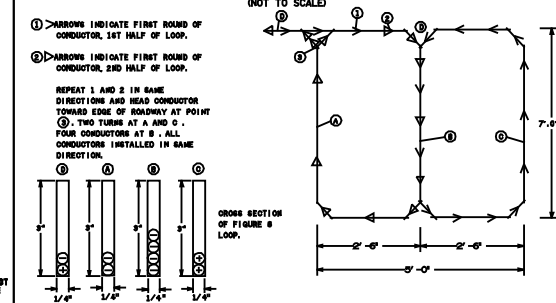 (NOT TO SCALE)
① ARROWS INDICATE FIRST ROUND OF
CONDUCTOR, 1ST HALF OF LOOP.
② ARROWS INDICATE FIRST ROUND OF
CONDUCTOR, 2ND HALF OF LOOP.
REPEAT 1 AND 2 IN SAME
DIRECTIONS AND HEAD CONDUCTOR
TOWARD EDGE OF ROADWAY AT POINT
③. TWO TURNS AT A AND C.
FOUR CONDUCTORS AT B. ALL
CONDUCTORS INSTALLED IN SAME
DIRECTION.
D 1 2 D
3
A B C
7'-0"
D A B C
3" 3" 3" 3"
1/4" 1/4" 1/4" 1/4"
CROSS SECTION
OF FIGURE 8
LOOP.
2'-6" 2'-6"
5'-0"
ST